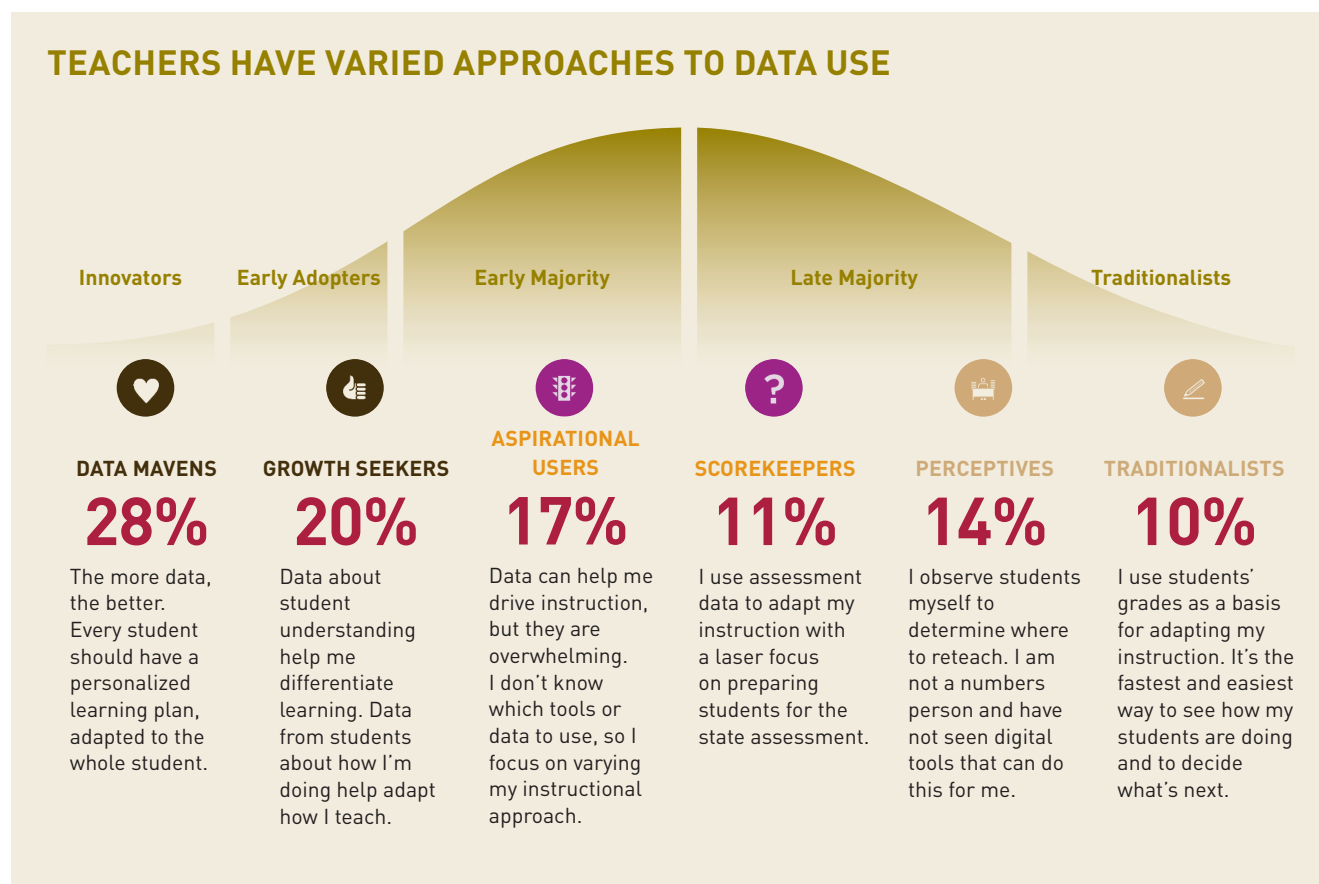 TEACHERS HAVE VARIED APPROACHES TO DATA USE
Innovators
Early Adopters
Early Majority
Late Majority
Traditionalists
DATA MAVENS
28%
The more data,
the better.
Every student
should have a
personalized
learning plan,
adapted to the
whole student.
GROWTH SEEKERS
20%
Data about
student
understanding
help me
differentiate
learning. Data
from students
about how I'm
doing help adapt
how I teach.
ASPIRATIONAL
USERS
17%
Data can help me
drive instruction,
but they are
overwhelming.
I don't know
which tools or
data to use, so I
focus on varying
my instructional
approach.
?
SCOREKEEPERS
11%
I use assessment
data to adapt my
instruction with
a laser focus
on preparing
students for the
state assessment.
PERCEPTIVES
14%
I observe students
myself to
determine where
to reteach. I am
not a numbers
person and have
not seen digital
tools that can do
this for me.
TRADITIONALISTS
10%
I use students'
grades as a basis
for adapting my
instruction. It's the
fastest and easiest
way to see how my
students are doing
and to decide
what's next.